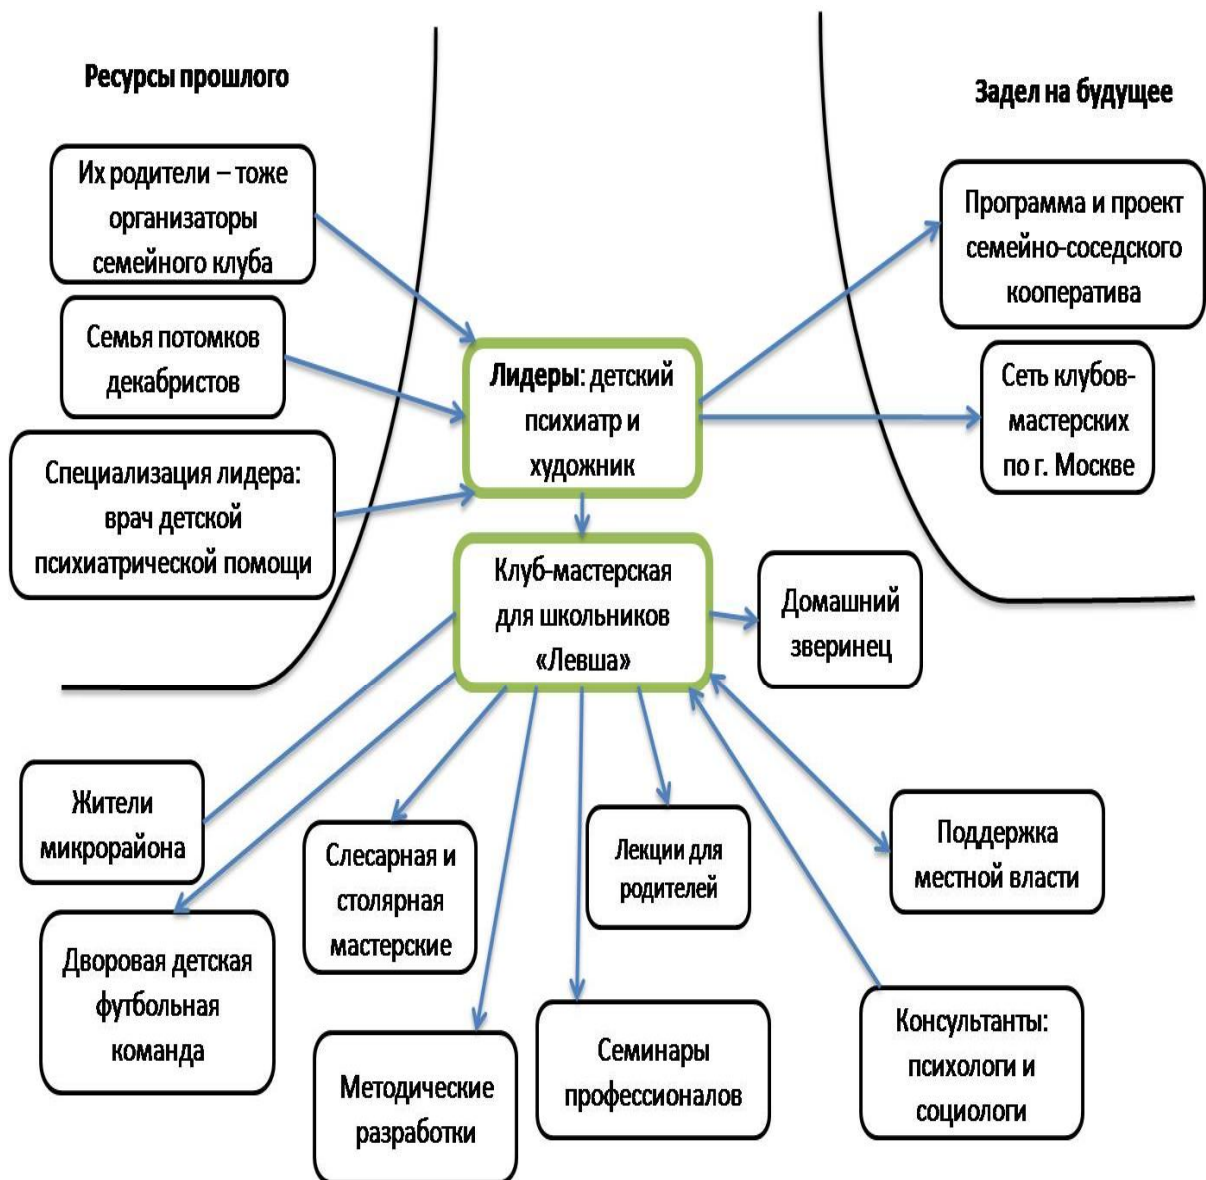 Ресурсы прошлого
Задел на будущее
Их родители – тоже
организаторы
семейного клуба
Семья потомков
декабристов
Специализация лидера:
врач детской
психиатрической помощи
Лидеры: детский
психиатр и
художник
Программа и проект
семейно-соседского
кооператива
Сеть клубов-
мастерских
по г. Москве
Клуб-мастерская
для школьников
«Левша»
Домашний
зверинец
Жители
микрорайона
Дворовая детская
футбольная
команда
Слесарная и
столярная
мастерские
Методические
разработки
Семинары
профессионалов
Лекции для
родителей
Поддержка
местной власти
Консультанты:
психологи и
социологи